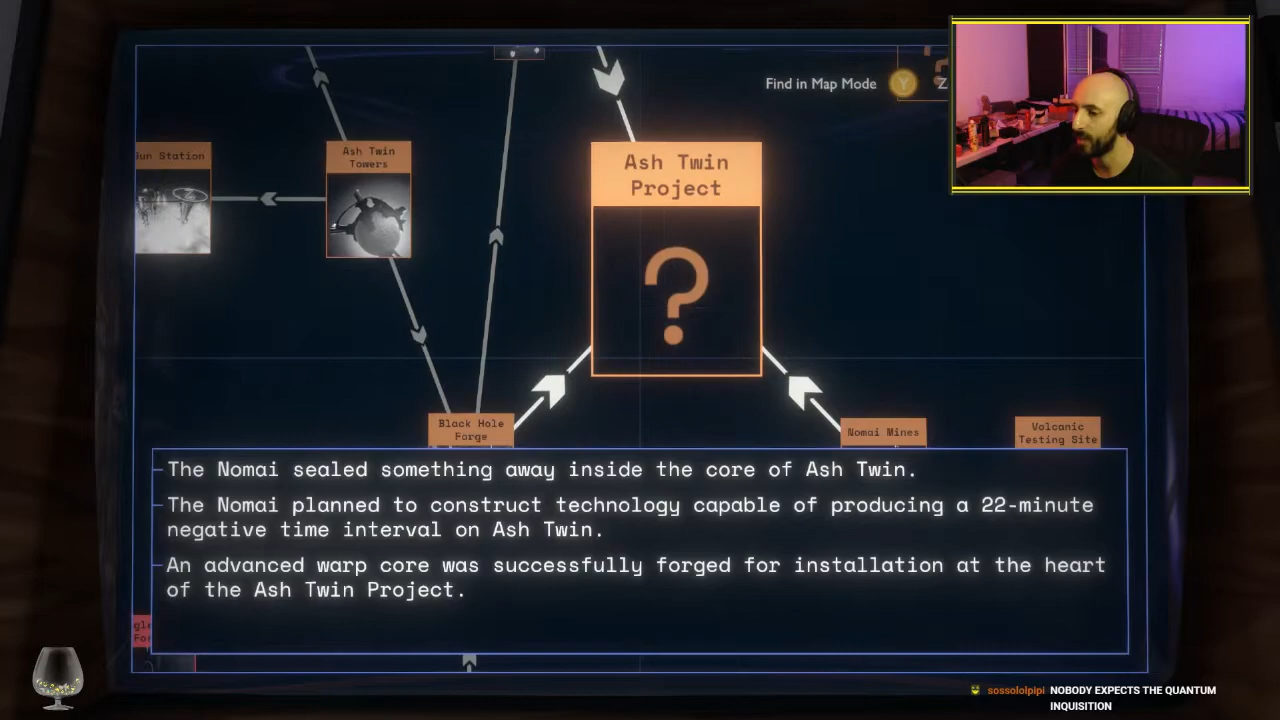 Find in Map Mode Y Z
Sun Station
Ash Twin
Towers
Ash Twin
Project
?
Black Hole
Forge
Nomai Mines
Volcanic
Testing Site
The Nomai sealed something away inside the core of Ash Twin.
The Nomai planned to construct technology capable of producing a 22-minute
negative time interval on Ash Twin.
An advanced warp core was successfully forged for installation at the heart
of the Ash Twin Project.
sossololpipi NOBODY EXPECTS THE QUANTUM
INQUISITION